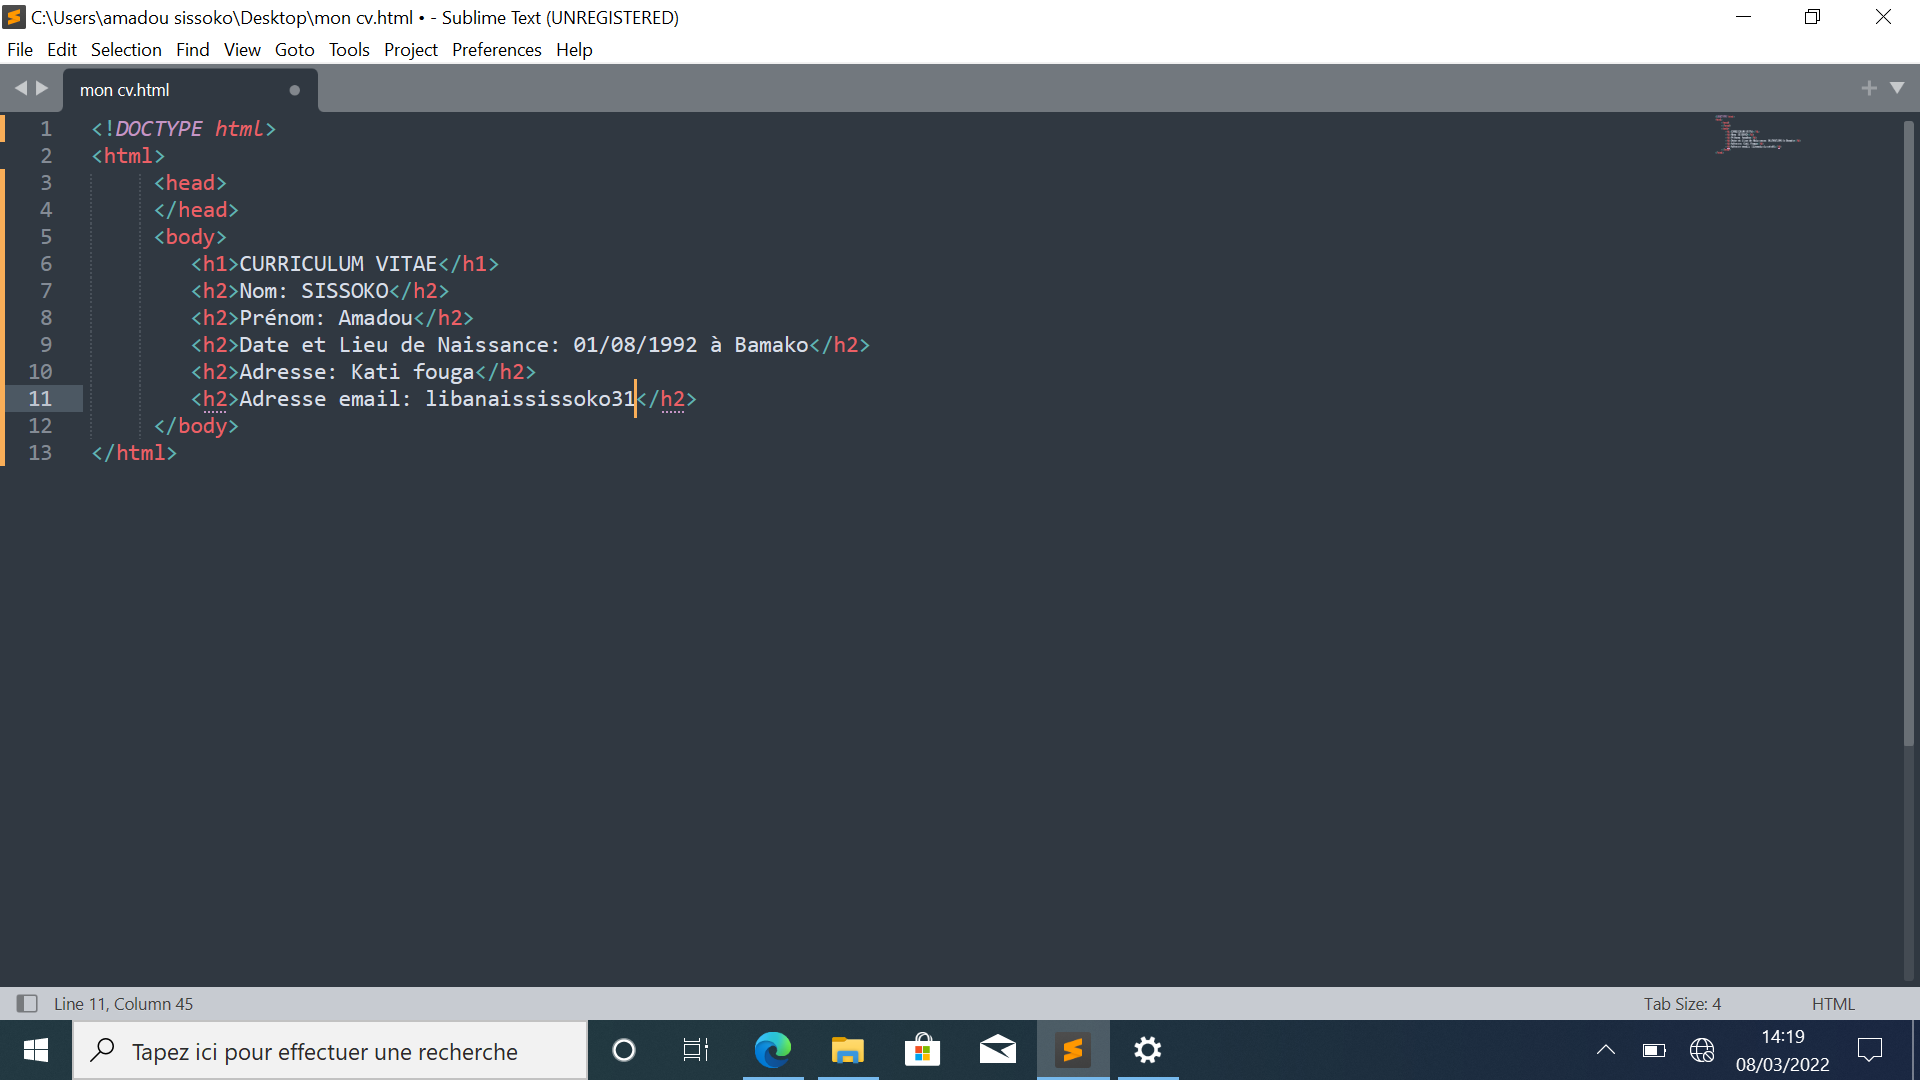 C:\Users\amadou sissoko\Desktop\mon cv.html • - Sublime Text (UNREGISTERED)
File Edit Selection Find View Goto Tools Project Preferences Help
mon cv.html
1 <!DOCTYPE html>
2 <html>
3 <head>
4 </head>
5 <body>
6 <h1>CURRICULUM VITAE</h1>
7 <h2>Nom: SISSOKO</h2>
8 <h2>Prénom: Amadou</h2>
9 <h2>Date et Lieu de Naissance: 01/08/1992 à Bamako</h2>
10 <h2>Adresse: Kati fouga</h2>
11 <h2>Adresse email: libanaississoko31</h2>
12 </body>
13 </html>
Line 11, Column 45 Tab Size: 4 HTML
Tapez ici pour effectuer une recherche
14:19
08/03/2022